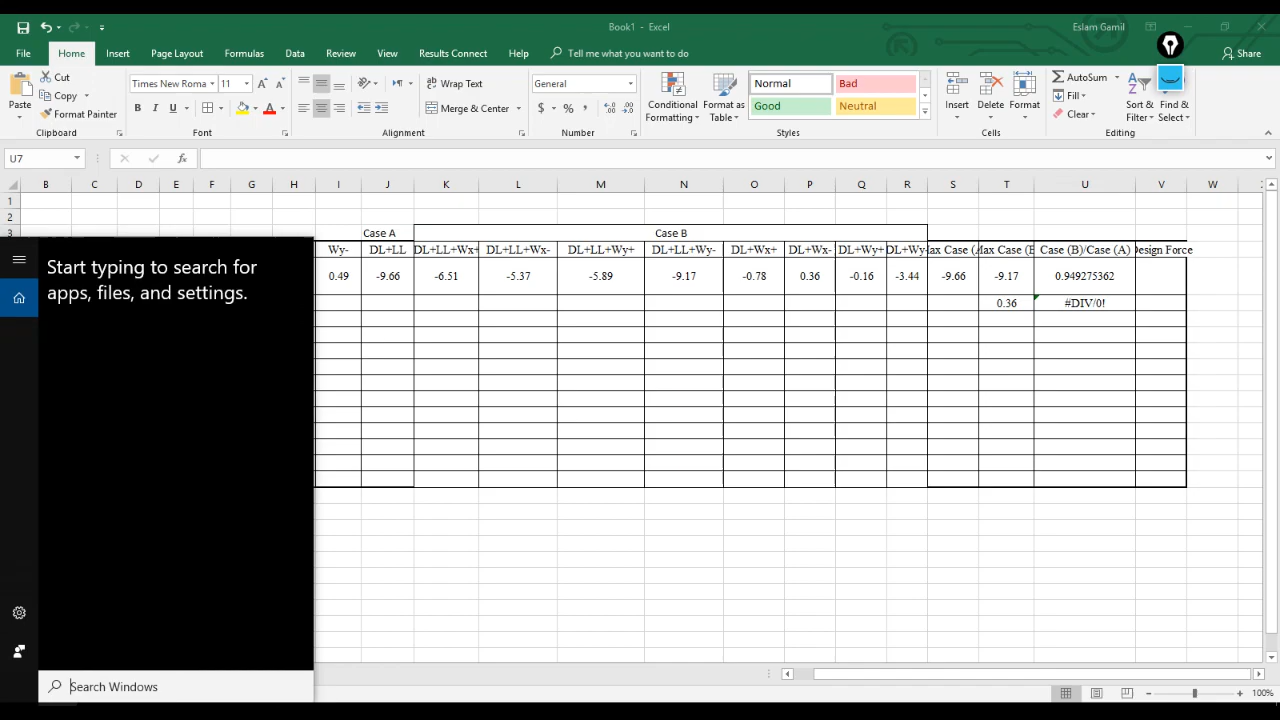 Book1 - Excel
Eslam Gamil
File Home Insert Page Layout Formulas Data Review View Results Connect Help Tell me what you want to do Share
Paste
Cut
Copy
Format Painter
Clipboard
Times New Roma 11
B I U
Font
Wrap Text
Merge & Center
Alignment
General
$ % ,
Number
Conditional Formatting
Format as Table
Normal Bad
Good Neutral
Styles
Insert Delete Format
Cells
AutoSum
Fill
Clear
Sort & Filter
Find & Select
Editing
U7
fx
B C D E F G H I J K L M N O P Q R S T U V W
1
2
3 Case A Case B
Wy- DL+LL DL+LL+Wx+ DL+LL+Wx- DL+LL+Wy+ DL+LL+Wy- DL+Wx+ DL+Wx- DL+Wy+ DL+Wy- Max Case (A Max Case (B Case (B)/Case (A) Design Force
0.49 -9.66 -6.51 -5.37 -5.89 -9.17 -0.78 0.36 -0.16 -3.44 -9.66 -9.17 0.949275362
0.36 #DIV/0!
Start typing to search for
apps, files, and settings.
Search Windows
100%